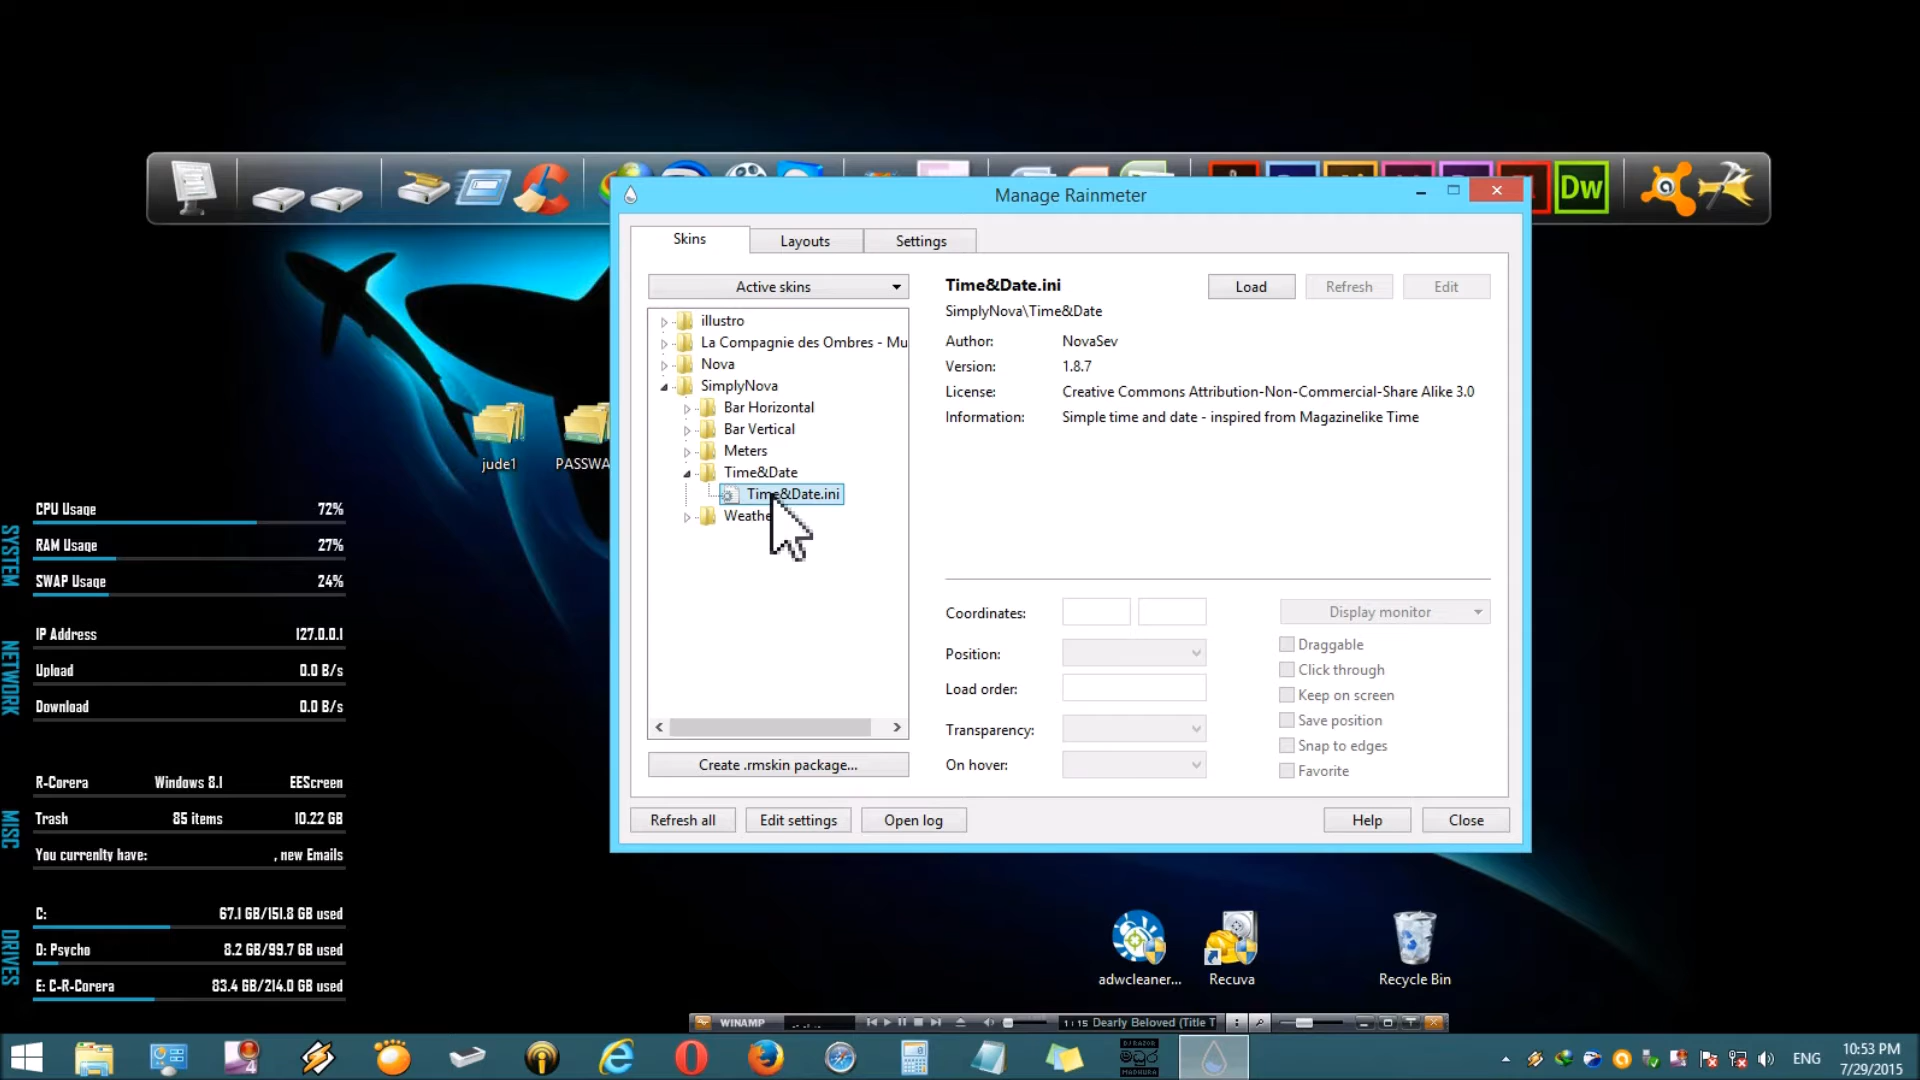 Dw
Manage Rainmeter
Skins
Layouts
Settings
Active skins
illustro
La Compagnie des Ombres - Mu
Nova
SimplyNova
Bar Horizontal
Bar Vertical
Meters
Time&Date
Time&Date.ini
Weathe
Create .rmskin package...
Time&Date.ini
Load
Refresh
Edit
SimplyNova\Time&Date
Author: NovaSev
Version: 1.8.7
License: Creative Commons Attribution-Non-Commercial-Share Alike 3.0
Information: Simple time and date - inspired from Magazinelike Time
Coordinates:
Display monitor
Position:
Load order:
Transparency:
On hover:
Draggable
Click through
Keep on screen
Save position
Snap to edges
Favorite
Refresh all
Edit settings
Open log
Help
Close
jude1
PASSWA
SYSTEM
CPU Usage 72%
RAM Usage 27%
SWAP Usage 24%
NETWORK
IP Address 127.0.0.1
Upload 0.0 B/s
Download 0.0 B/s
MISC
R-Corera Windows 8.1 EEScreen
Trash 85 items 10.22 GB
You currenlty have: , new Emails
DRIVES
C: 67.1 GB/151.8 GB used
D: Psycho 8.2 GB/99.7 GB used
E: C-R-Corera 83.4 GB/214.0 GB used
adwcleaner...
Recuva
Recycle Bin
WINAMP
1:15 Dearly Beloved (Title T
4
DJ RAZOR
මධුර
MADHURA
ENG
10:53 PM
7/29/2015